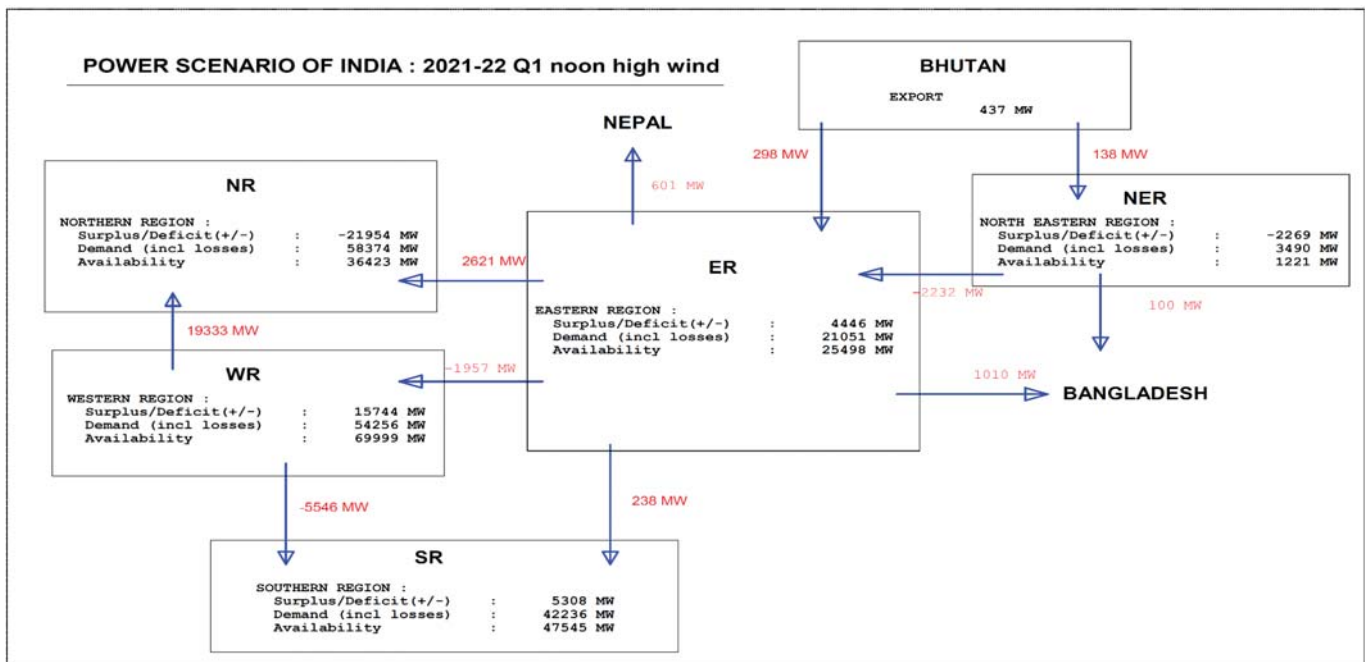 POWER SCENARIO OF INDIA : 2021-22 Q1 noon high wind
BHUTAN
EXPORT
437 MW
NEPAL
298 MW
138 MW
601 MW
NR
NORTHERN REGION :
Surplus/Deficit(+/-) : -21954 MW
Demand (incl losses) : 58374 MW
Availability : 36423 MW
NER
NORTH EASTERN REGION :
Surplus/Deficit(+/-) : -2269 MW
Demand (incl losses) : 3490 MW
Availability : 1221 MW
2621 MW
ER
-2232 MW
100 MW
EASTERN REGION :
Surplus/Deficit(+/-) : 4446 MW
Demand (incl losses) : 21051 MW
Availability : 25498 MW
19333 MW
-1957 MW
1010 MW
BANGLADESH
WR
WESTERN REGION :
Surplus/Deficit(+/-) : 15744 MW
Demand (incl losses) : 54256 MW
Availability : 69999 MW
-5546 MW
238 MW
SR
SOUTHERN REGION :
Surplus/Deficit(+/-) : 5308 MW
Demand (incl losses) : 42236 MW
Availability : 47545 MW